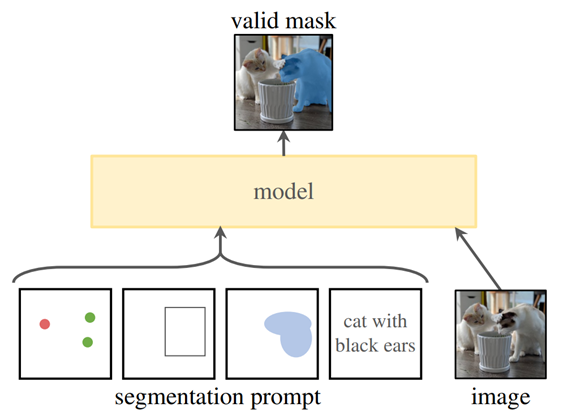 valid mask
model
cat with
black ears
segmentation prompt
image